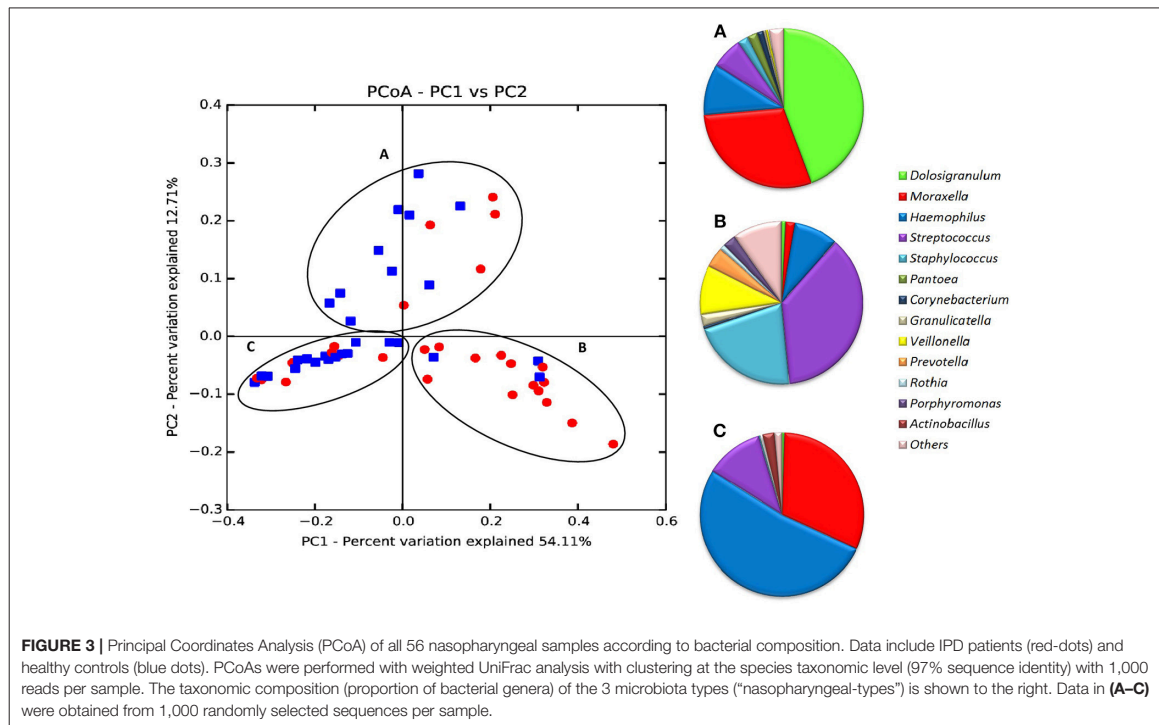 PCoA - PC1 vs PC2
0.4
0.3
0.2
0.1
0.0
−0.1
−0.2
−0.3
−0.4
−0.2
0.0
0.2
0.4
0.6
PC2 - Percent variation explained 12.71%
PC1 - Percent variation explained 54.11%
A
B
C
A
B
C
Dolosigranulum
Moraxella
Haemophilus
Streptococcus
Staphylococcus
Pantoea
Corynebacterium
Granulicatella
Veillonella
Prevotella
Rothia
Porphyromonas
Actinobacillus
Others
FIGURE 3 | Principal Coordinates Analysis (PCoA) of all 56 nasopharyngeal samples according to bacterial composition. Data include IPD patients (red-dots) and
healthy controls (blue dots). PCoAs were performed with weighted UniFrac analysis with clustering at the species taxonomic level (97% sequence identity) with 1,000
reads per sample. The taxonomic composition (proportion of bacterial genera) of the 3 microbiota types (“nasopharyngeal-types”) is shown to the right. Data in (A–C)
were obtained from 1,000 randomly selected sequences per sample.